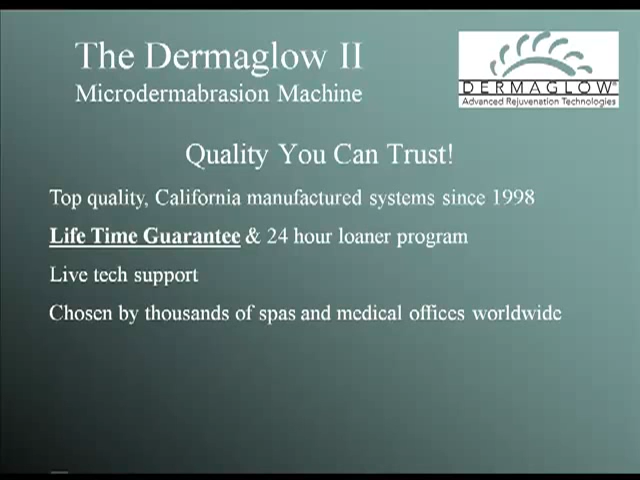 The Dermaglow II
Microdermabrasion Machine
DERMAGLOW®
Advanced Rejuvenation Technologies
Quality You Can Trust!
Top quality, California manufactured systems since 1998
Life Time Guarantee & 24 hour loaner program
Live tech support
Chosen by thousands of spas and medical offices worldwide